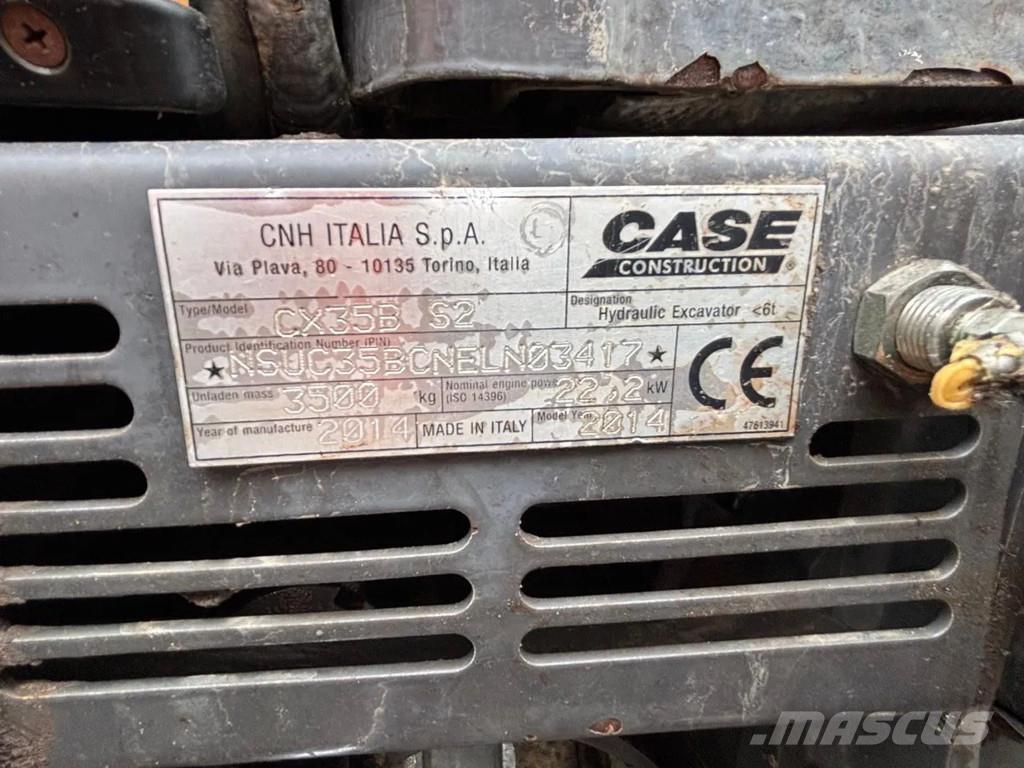 CNH ITALIA S.p.A.
Via Plava, 80 - 10135 Torino, Italia
CASE
CONSTRUCTION
Type/Model CX35B S2
Designation
Hydraulic Excavator <6t
Product Identification Number (PIN)
★ NSUC35BCNELN03417 ★
Unladen mass 3500 kg
Nominal engine power (ISO 14396) 22,2 kW
Year of manufacture 2014
MADE IN ITALY
Model Year 2014
CE
47613941
MASCUS